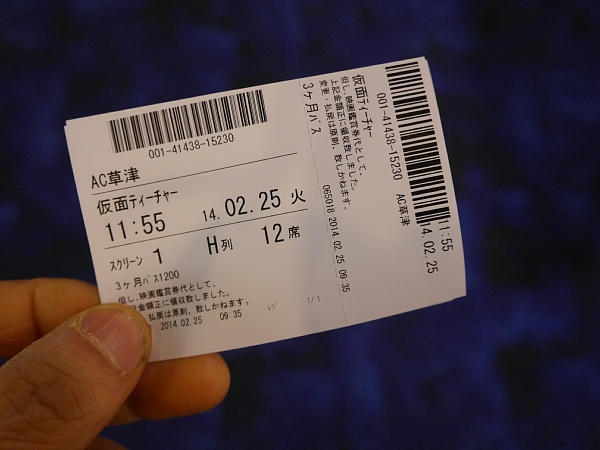 001-41438-15230
AC草津
仮面ティーチャー
11:55 14.02.25 火
スクリーン 1 H列 12席
3ヶ月パス1200
但し、映画鑑賞券代として、
記金額正に領収致しました。
払戻は原則、致しかねます。
2014 02.25 09:35
1/1
仮面ティーチャー
但し、映画鑑賞券代として、
上記金額正に領収致しました。
変更・払戻は原則、致しかねます。
3ヶ月パス
065018 2014 02.25 09:35
001-41438-15230
AC草津
11:55
14 02.25